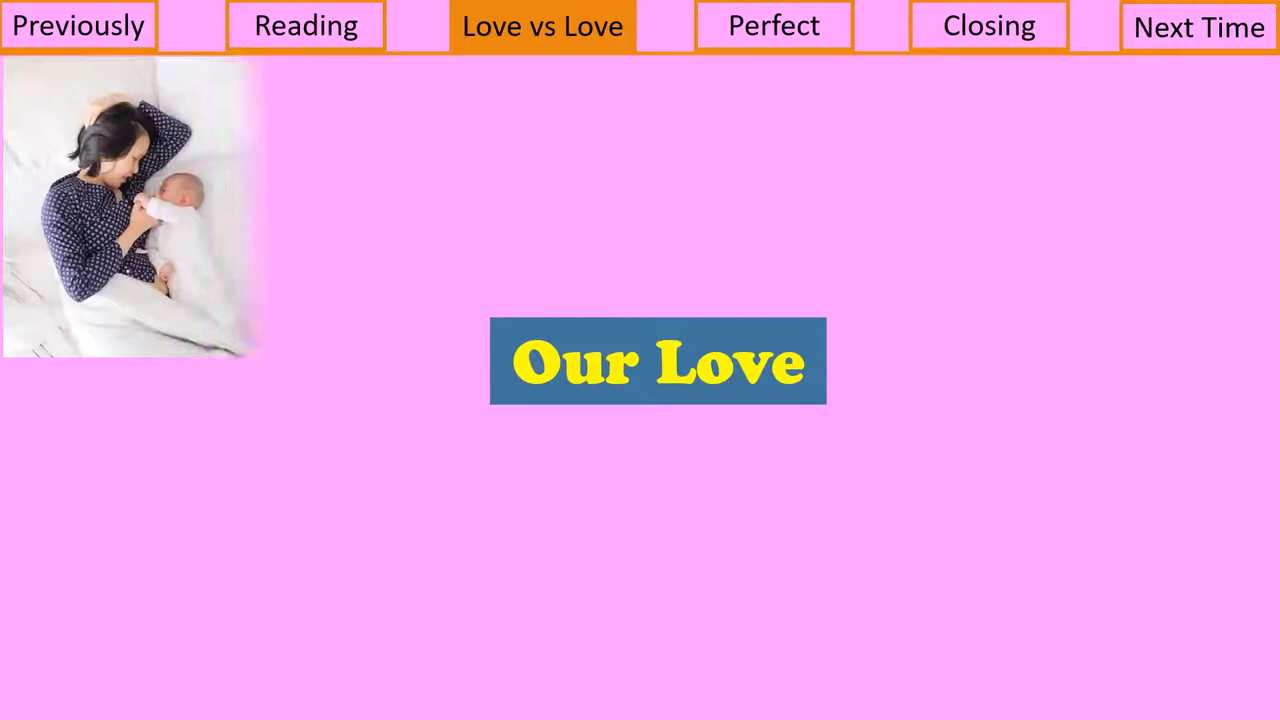 Previously
Reading
Love vs Love
Perfect
Closing
Next Time
Our Love